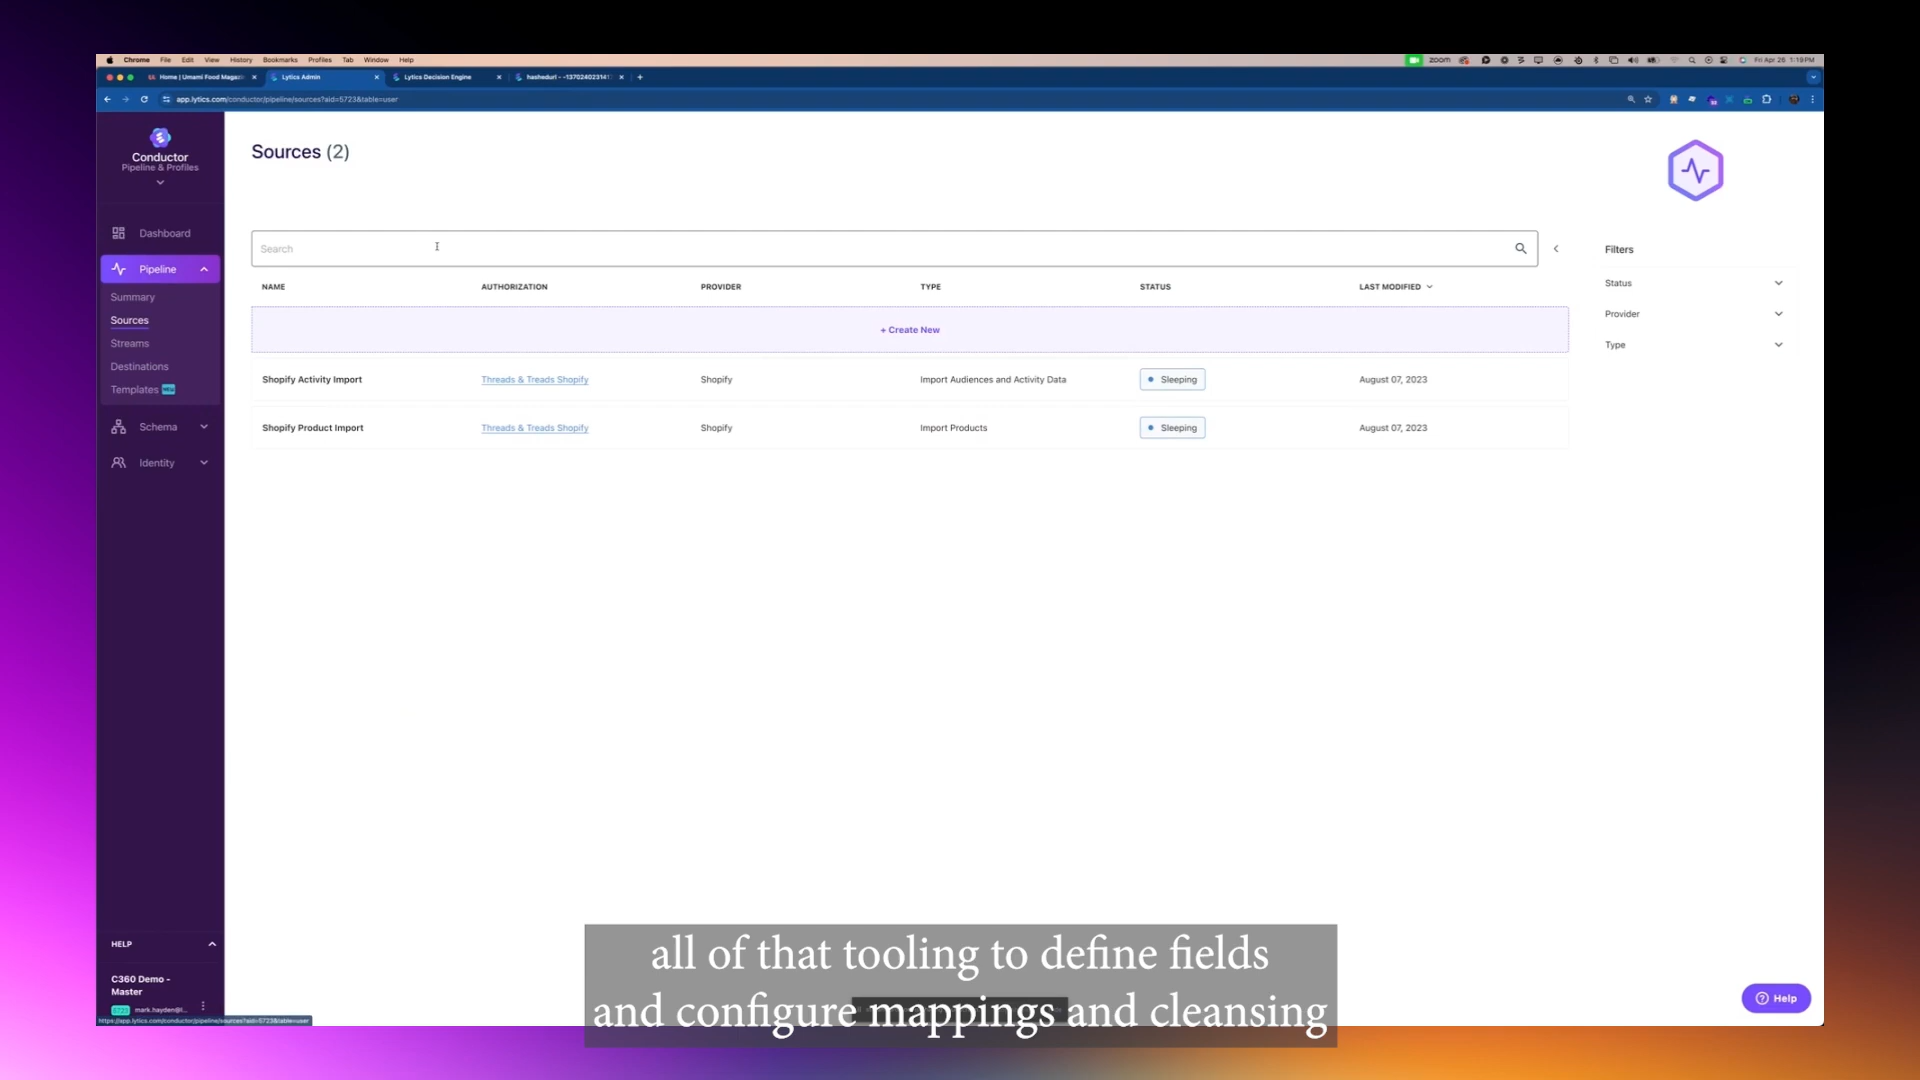 Chrome File Edit View History Bookmarks Profiles Tab Window Help
zoom Fri Apr 26 1:19PM
Home | Umami Food Magazi
Lytics Admin
Lytics Decision Engine
app.lytics.com/conductor/pipeline/sources?aid=5723&table=user
Conductor
Pipeline & Profiles
Dashboard
Pipeline
Summary
Sources
Streams
Destinations
Templates NEW
Schema
Identity
HELP
C360 Demo -
Master
5723 mark.hayden@l...
https://app.lytics.com/conductor/pipeline/sources?aid=5723&table=user
Sources (2)
Search
NAME AUTHORIZATION PROVIDER TYPE STATUS LAST MODIFIED
+ Create New
Shopify Activity Import Threads & Treads Shopify Shopify Import Audiences and Activity Data Sleeping August 07, 2023
Shopify Product Import Threads & Treads Shopify Shopify Import Products Sleeping August 07, 2023
Filters
Status
Provider
Type
Help
all of that tooling to define fields
and configure mappings and cleansing